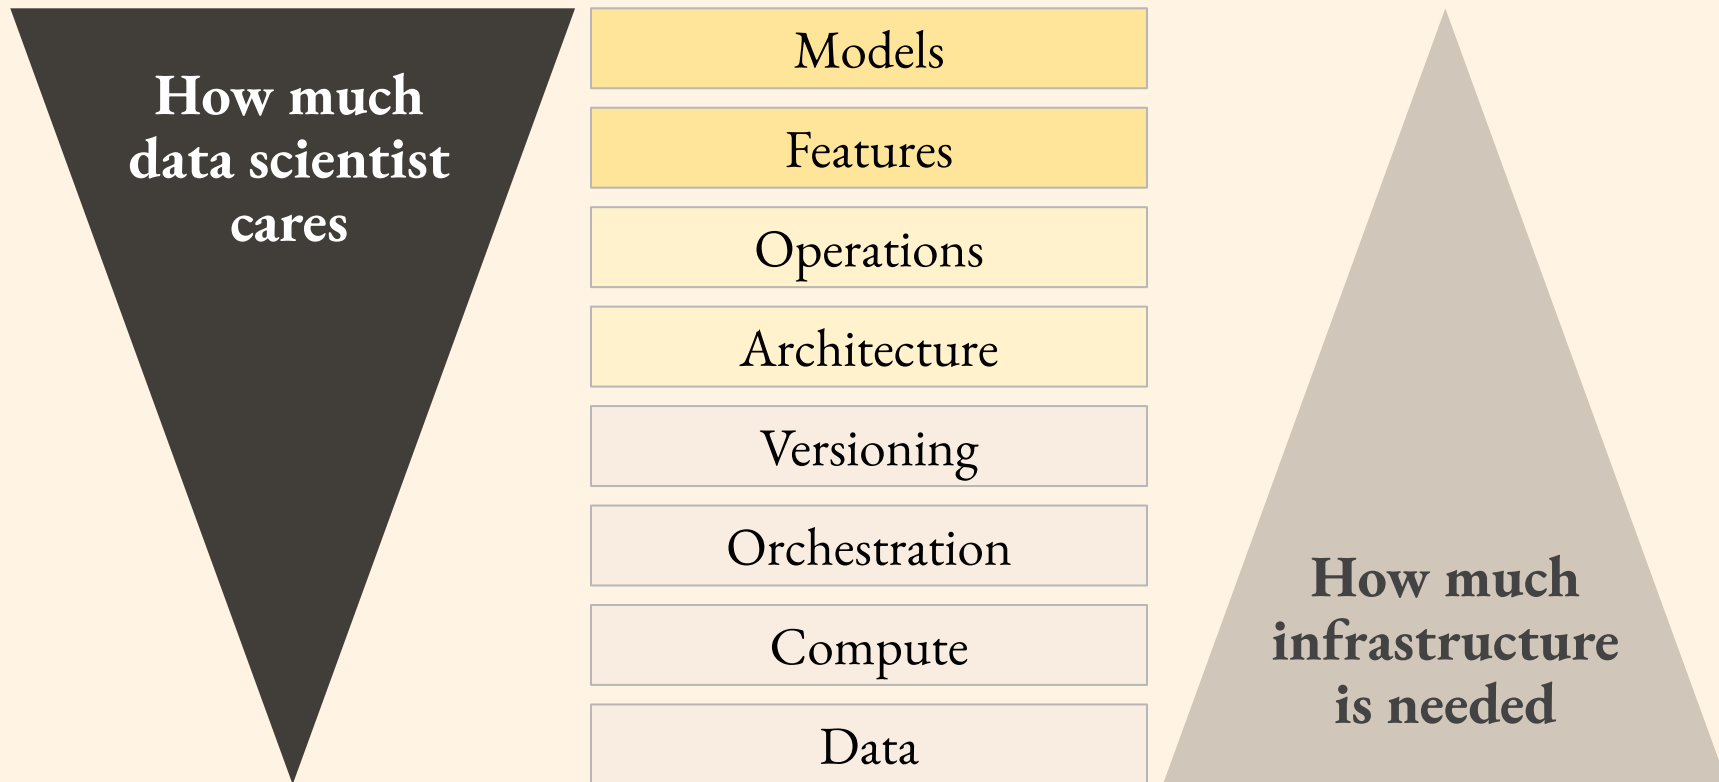 How much
data scientist
cares
Models
Features
Operations
Architecture
Versioning
Orchestration
Compute
Data
How much
infrastructure
is needed